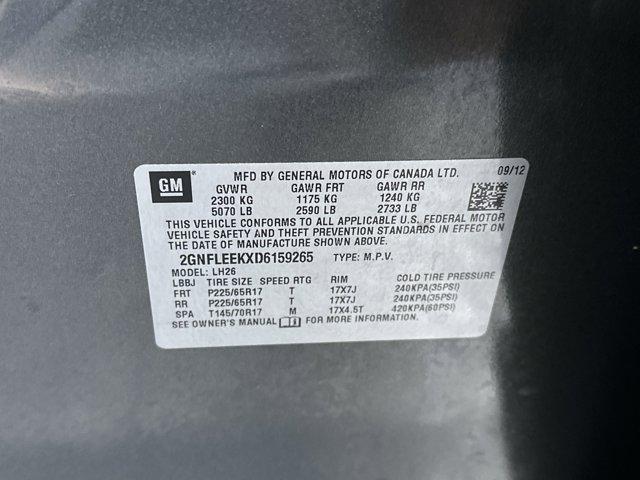 GM ® MFD BY GENERAL MOTORS OF CANADA LTD. 09/12
GVWR GAWR FRT GAWR RR
2300 KG 1175 KG 1240 KG
5070 LB 2590 LB 2733 LB
THIS VEHICLE CONFORMS TO ALL APPLICABLE U.S. FEDERAL MOTOR
VEHICLE SAFETY AND THEFT PREVENTION STANDARDS IN EFFECT ON
THE DATE OF MANUFACTURE SHOWN ABOVE.
2GNFLEEKXD6159265 TYPE: M.P.V.
MODEL: LH26
LBBJ TIRE SIZE SPEED RTG RIM COLD TIRE PRESSURE
FRT P225/65R17 T 17X7J 240KPA(35PSI)
RR P225/65R17 T 17X7J 240KPA(35PSI)
SPA T145/70R17 M 17X4.5T 420KPA(60PSI)
SEE OWNER'S MANUAL FOR MORE INFORMATION.